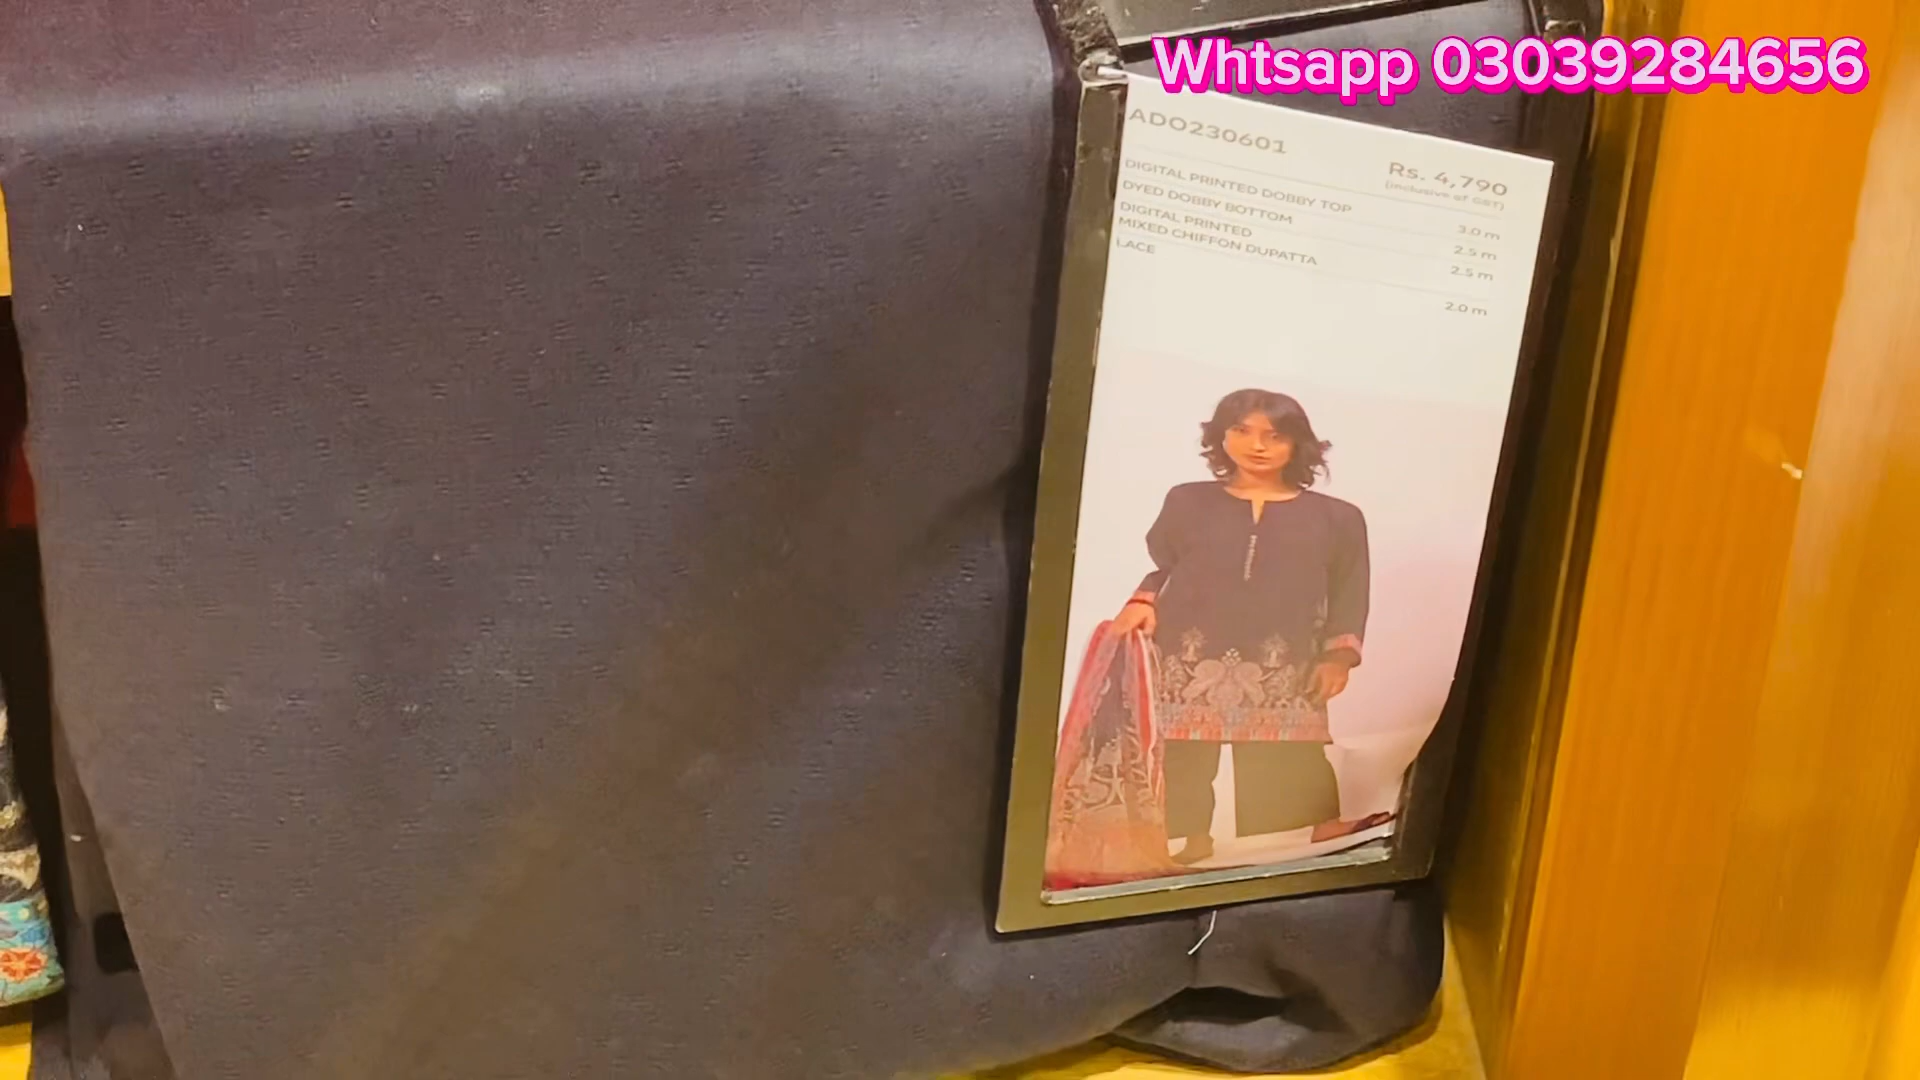 Whtsapp 03039284656
ADO230601
Rs. 4,790
(inclusive of GST)
DIGITAL PRINTED DOBBY TOP 3.0 m
DYED DOBBY BOTTOM 2.5 m
DIGITAL PRINTED
MIXED CHIFFON DUPATTA 2.5 m
LACE 2.0 m